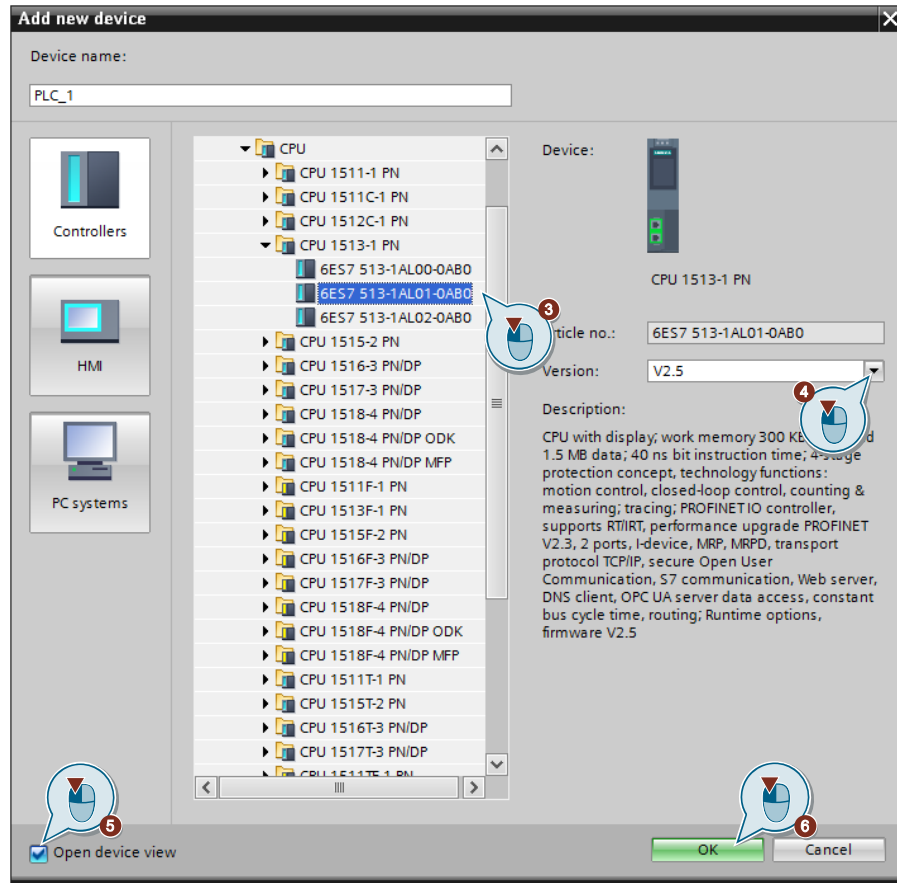 Add new device
Device name:
PLC_1
Controllers
HMI
PC systems
CPU
CPU 1511-1 PN
CPU 1511C-1 PN
CPU 1512C-1 PN
CPU 1513-1 PN
6ES7 513-1AL00-0AB0
6ES7 513-1AL01-0AB0
6ES7 513-1AL02-0AB0
CPU 1515-2 PN
CPU 1516-3 PN/DP
CPU 1517-3 PN/DP
CPU 1518-4 PN/DP
CPU 1518-4 PN/DP ODK
CPU 1518-4 PN/DP MFP
CPU 1511F-1 PN
CPU 1513F-1 PN
CPU 1515F-2 PN
CPU 1516F-3 PN/DP
CPU 1517F-3 PN/DP
CPU 1518F-4 PN/DP
CPU 1518F-4 PN/DP ODK
CPU 1518F-4 PN/DP MFP
CPU 1511T-1 PN
CPU 1515T-2 PN
CPU 1516T-3 PN/DP
CPU 1517T-3 PN/DP
CPU 1511TF-1 PN
3
Device:
CPU 1513-1 PN
no.: 6ES7 513-1AL01-0AB0
Version: V2.5
4
Description:
CPU with display; work memory 300
1.5 MB data; 40 ns bit instruction time;
protection concept, technology functions:
motion control, closed-loop control, counting &
measuring; tracing; PROFINET IO controller,
supports RT/IRT, performance upgrade PROFINET
V2.3, 2 ports, I-device, MRP, MRPD, transport
protocol TCP/IP, secure Open User
Communication, S7 communication, Web server,
DNS client, OPC UA server data access, constant
bus cycle time, routing; Runtime options,
firmware V2.5
5
6
Open device view
OK
Cancel